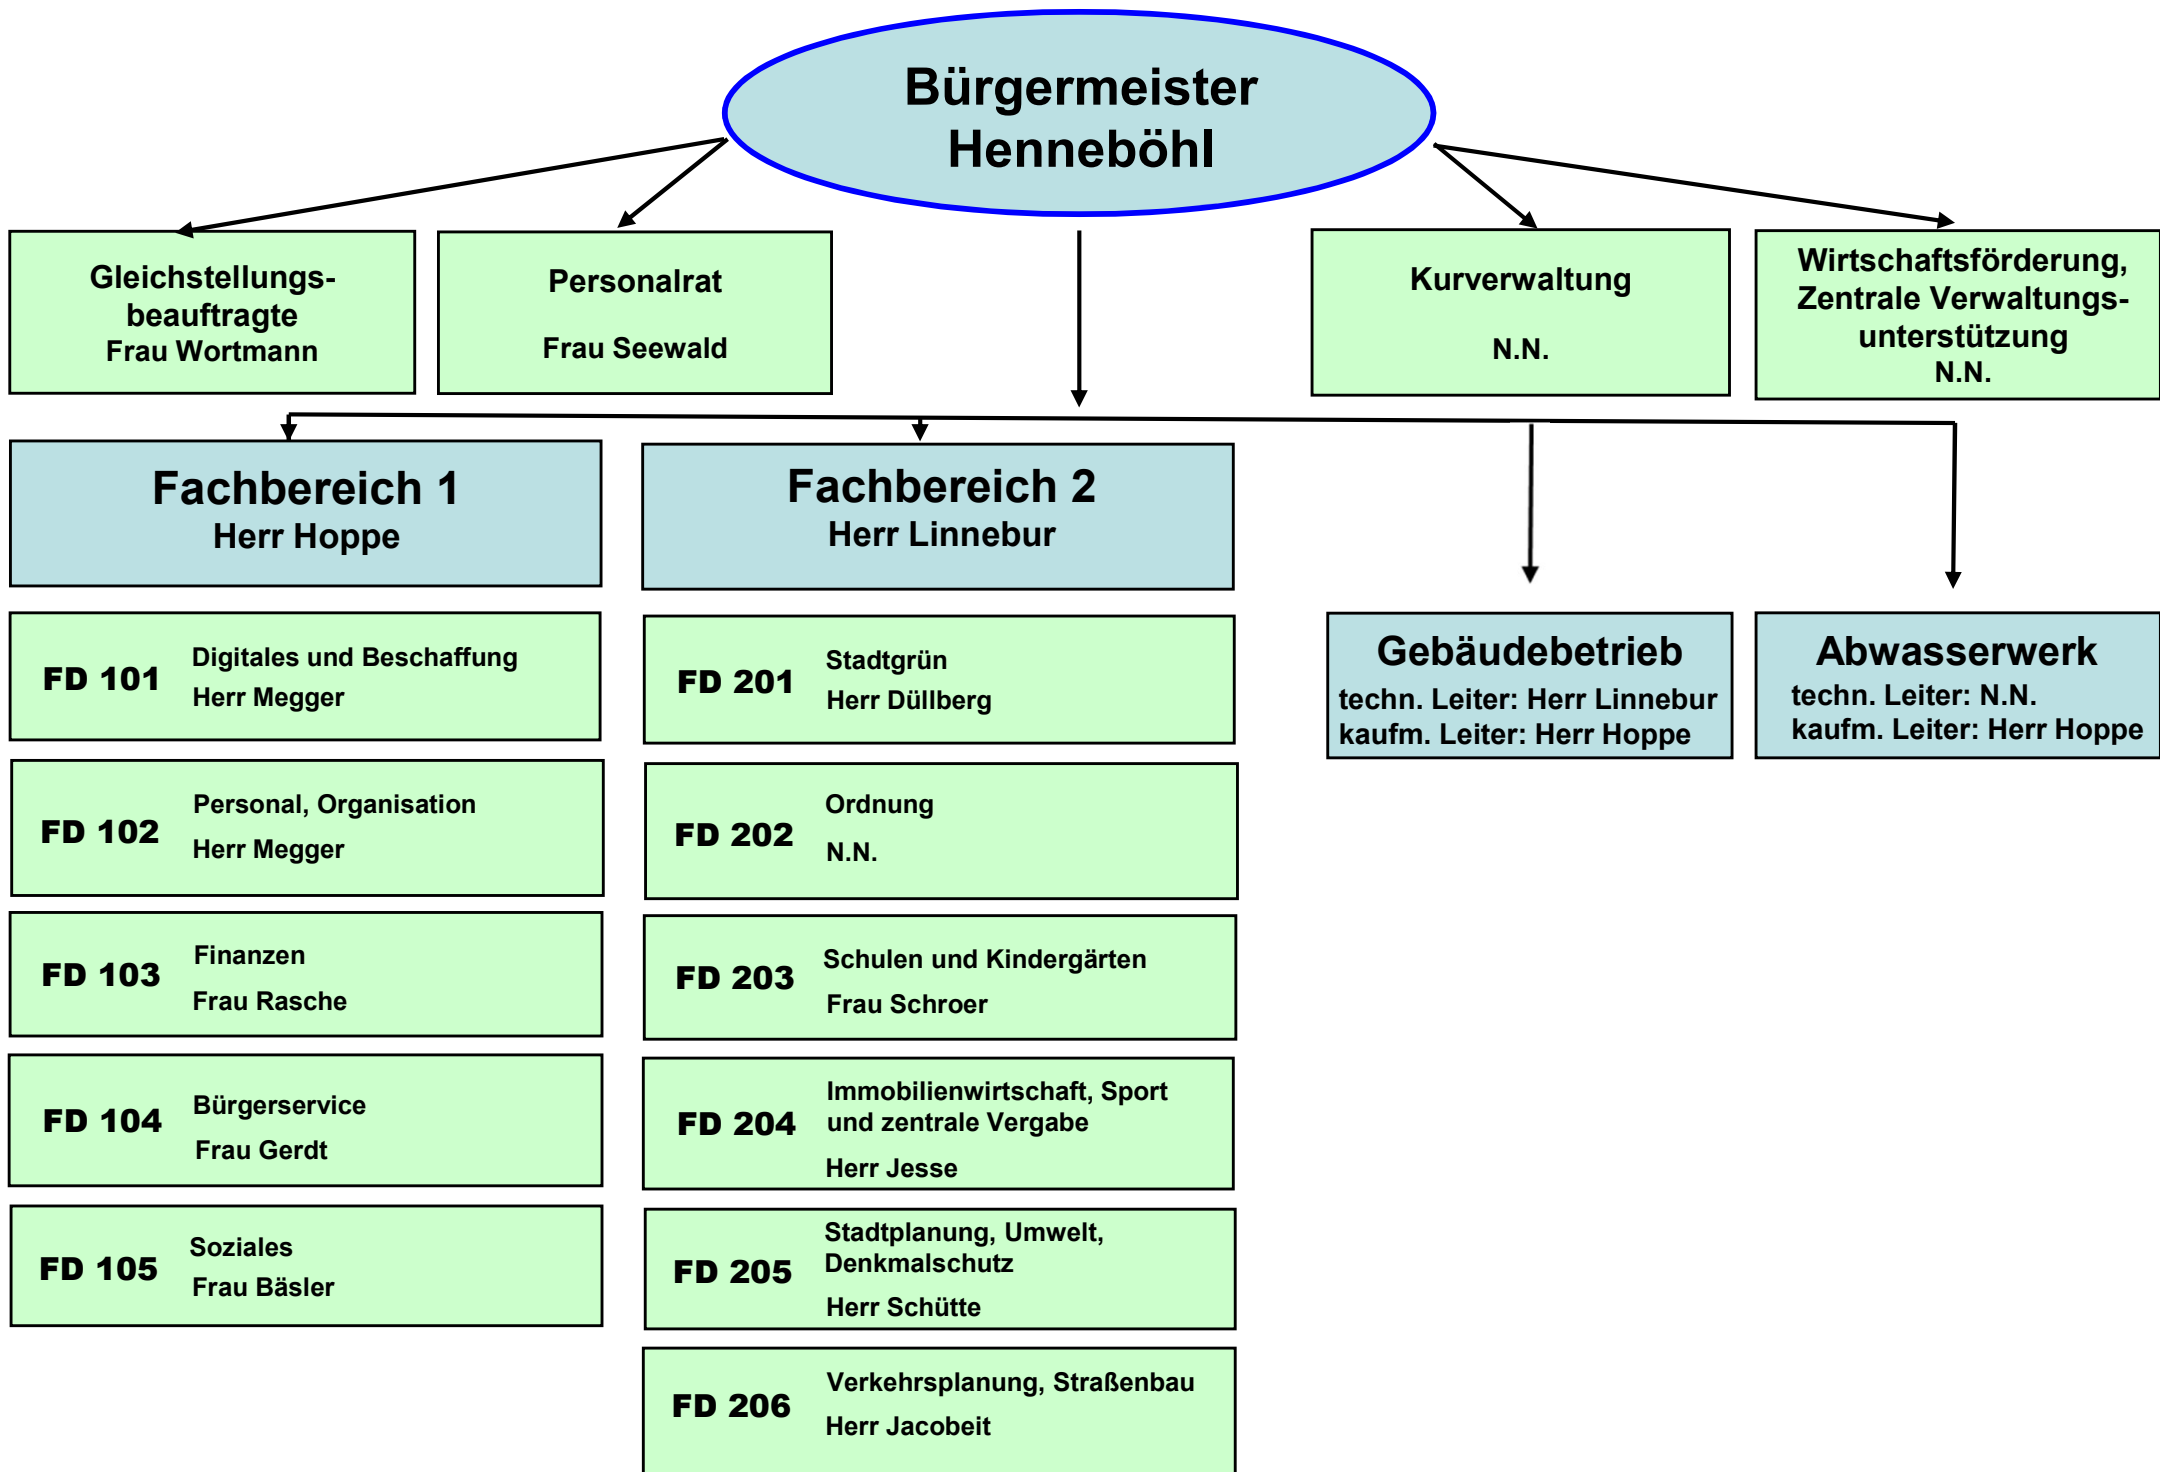 Bürgermeister
Henneböhl
Gleichstellungs-
beauftragte
Frau Wortmann
Personalrat
Frau Seewald
Kurverwaltung
N.N.
Wirtschaftsförderung,
Zentrale Verwaltungs-
unterstützung
N.N.
Fachbereich 1
Herr Hoppe
FD 101
Digitales und Beschaffung
Herr Megger
FD 102
Personal, Organisation
Herr Megger
FD 103
Finanzen
Frau Rasche
FD 104
Bürgerservice
Frau Gerdt
FD 105
Soziales
Frau Bäsler
Fachbereich 2
Herr Linnebur
FD 201
Stadtgrün
Herr Düllberg
FD 202
Ordnung
N.N.
FD 203
Schulen und Kindergärten
Frau Schroer
FD 204
Immobilienwirtschaft, Sport
und zentrale Vergabe
Herr Jesse
FD 205
Stadtplanung, Umwelt,
Denkmalschutz
Herr Schütte
FD 206
Verkehrsplanung, Straßenbau
Herr Jacobeit
Gebäudebetrieb
techn. Leiter: Herr Linnebur
kaufm. Leiter: Herr Hoppe
Abwasserwerk
techn. Leiter: N.N.
kaufm. Leiter: Herr Hoppe